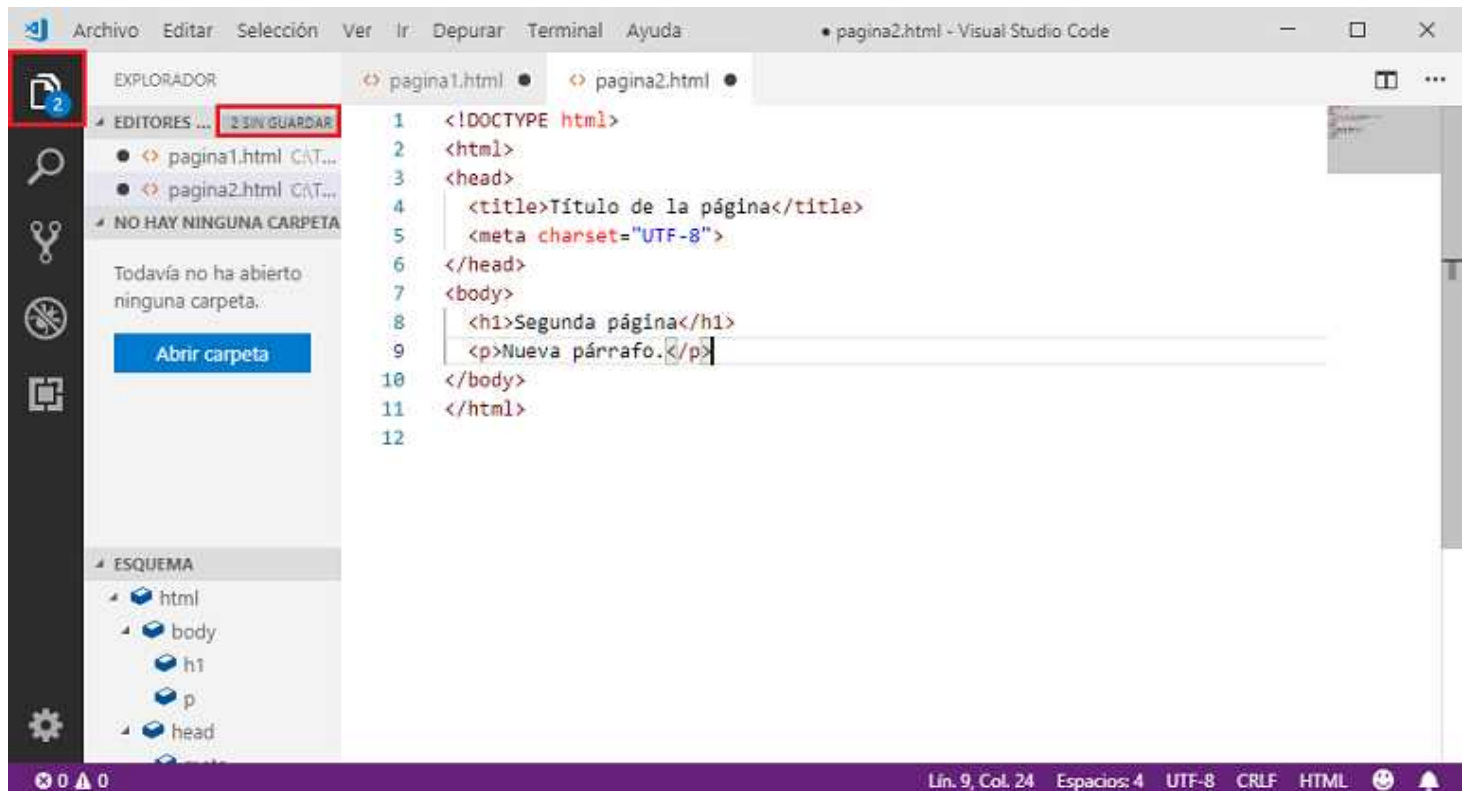 Archivo Editar Selección Ver Ir Depurar Terminal Ayuda ● pagina2.html - Visual Studio Code
2
EXPLORADOR
EDITORES ... 2 SIN GUARDAR
● <> pagina1.html C:\T...
● <> pagina2.html C:\T...
NO HAY NINGUNA CARPETA
Todavía no ha abierto
ninguna carpeta.
Abrir carpeta
ESQUEMA
html
body
h1
p
head
<> pagina1.html ● <> pagina2.html ●
1 <!DOCTYPE html>
2 <html>
3 <head>
4 <title>Título de la página</title>
5 <meta charset="UTF-8">
6 </head>
7 <body>
8 <h1>Segunda página</h1>
9 <p>Nueva párrafo.</p>
10 </body>
11 </html>
12
0 0 Lín. 9, Col. 24 Espacios: 4 UTF-8 CRLF HTML